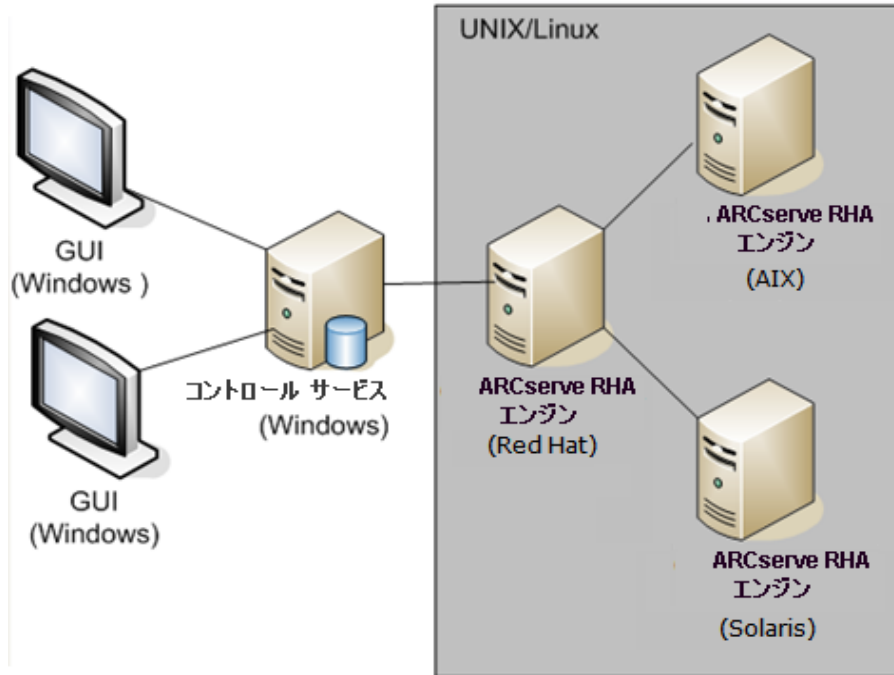 UNIX/Linux
GUI
(Windows )
GUI
(Windows)
コントロール サービス
(Windows)
ARCserve RHA
エンジン
(Red Hat)
ARCserve RHA
エンジン
(AIX)
ARCserve RHA
エンジン
(Solaris)